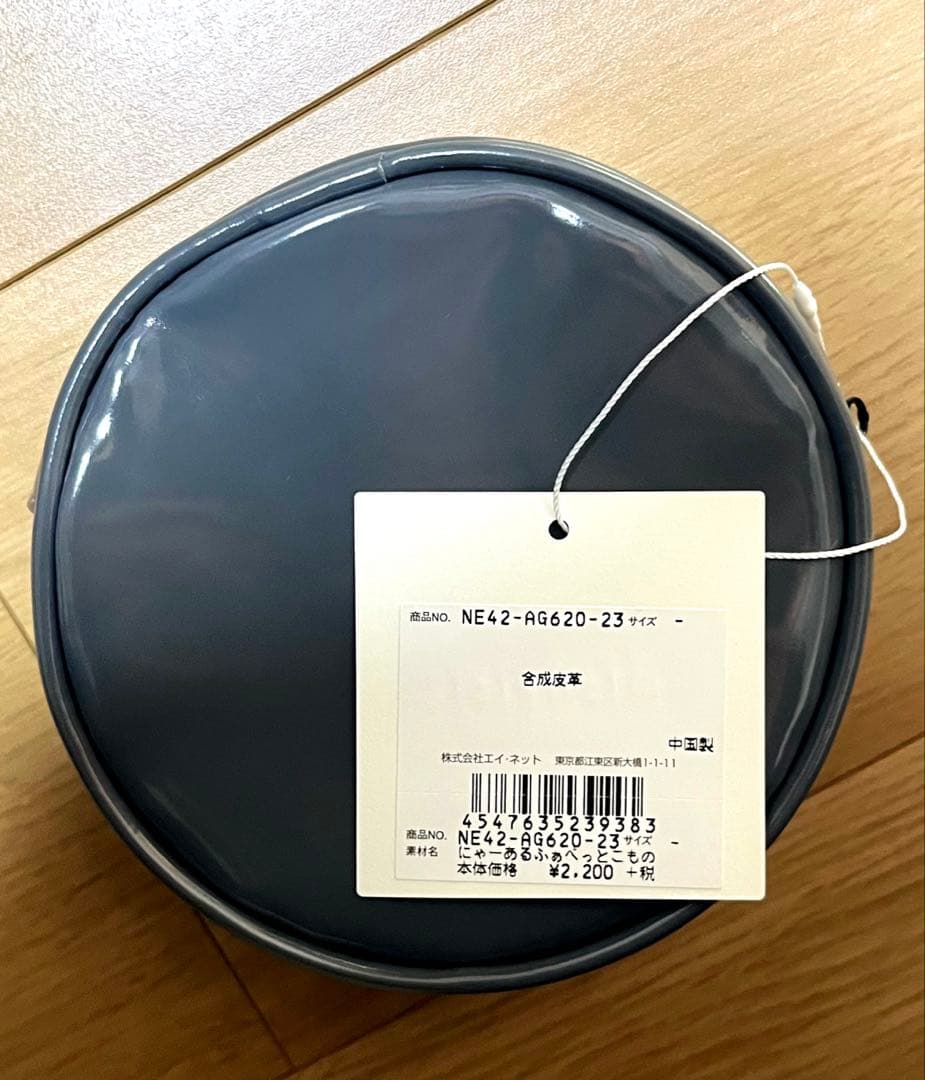 商品NO. NE42-AG620-23 サイズ -
合成皮革
中国製
株式会社エイ・ネット 東京都江東区新大橋1-1-11
4547635239383
商品NO. NE42-AG620-23 サイズ -
素材名 にゃーあるふぁべっとこもの
本体価格 ¥2,200 +税